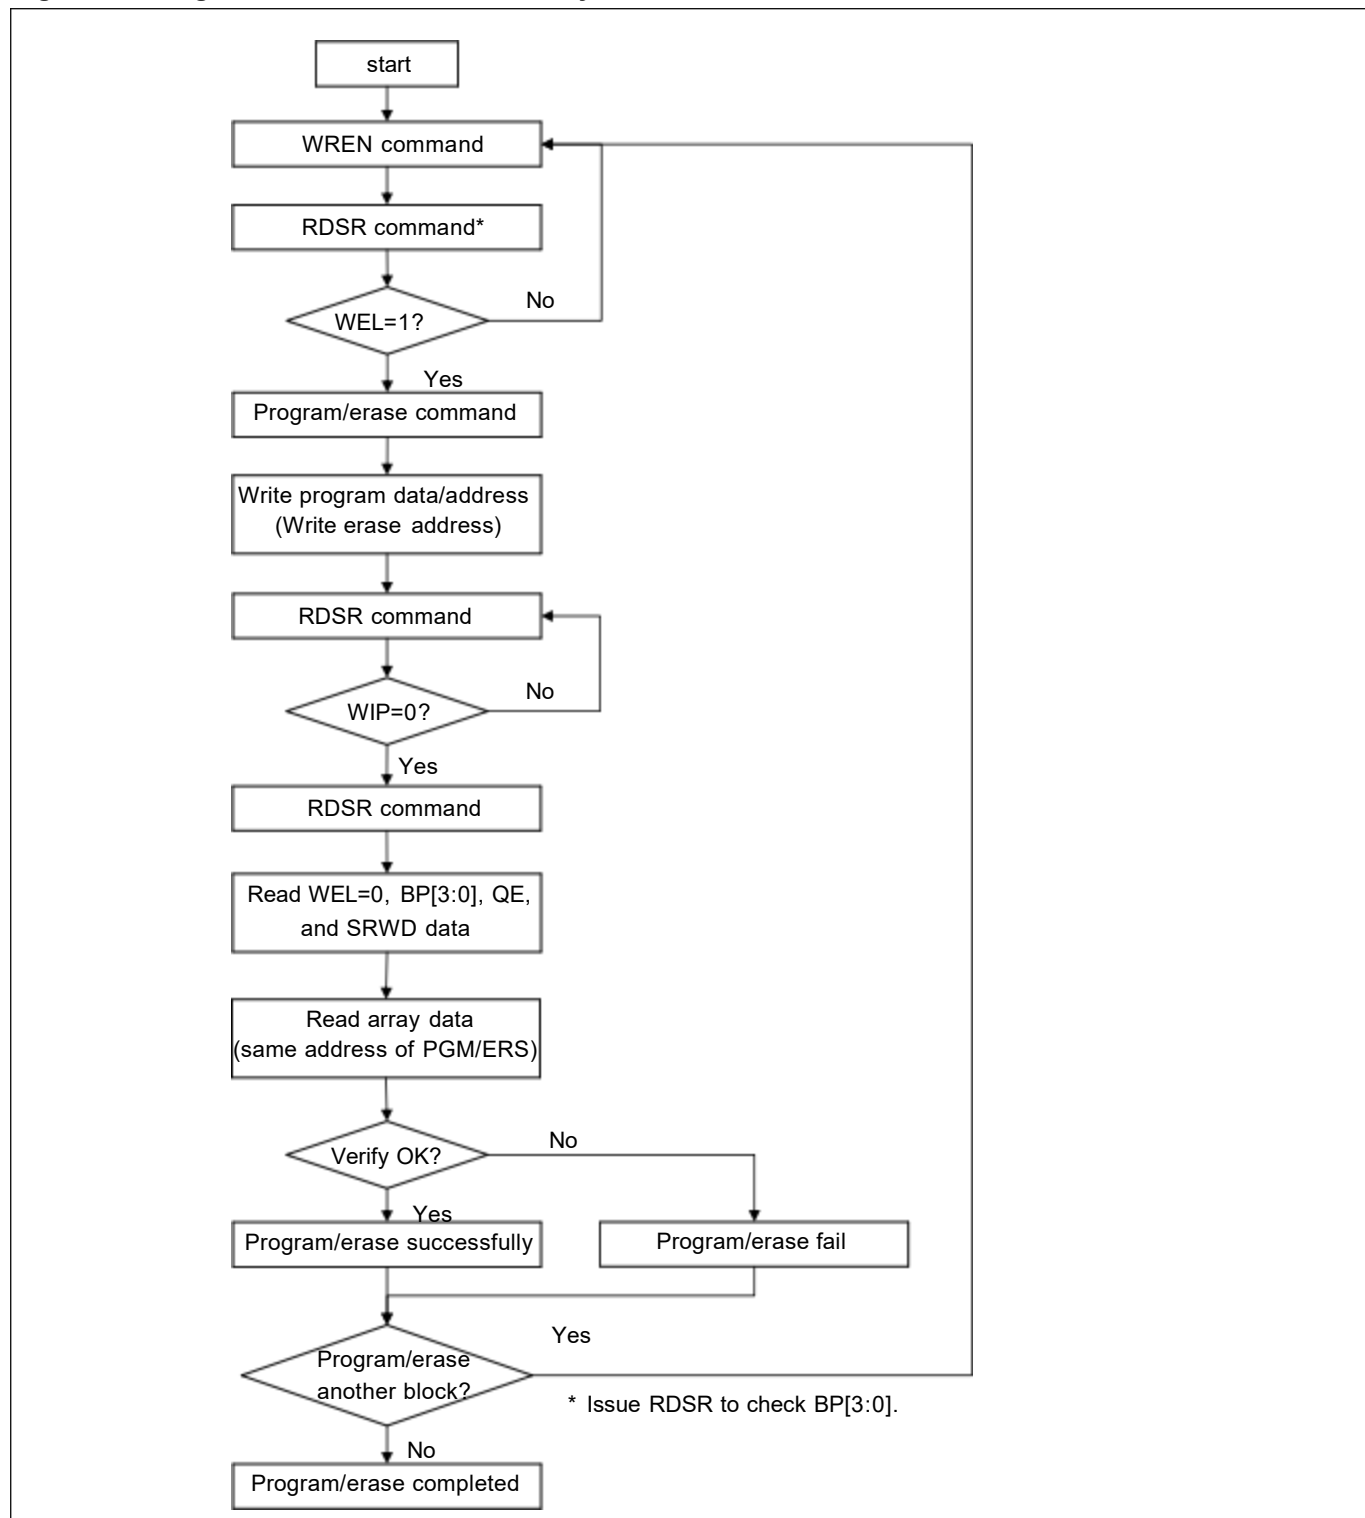 start
WREN command
RDSR command*
No
WEL=1?
Yes
Program/erase command
Write program data/address
(Write erase address)
RDSR command
No
WIP=0?
Yes
RDSR command
Read WEL=0, BP[3:0], QE,
and SRWD data
Read array data
(same address of PGM/ERS)
No
Verify OK?
Yes
Program/erase successfully
Program/erase fail
Yes
Program/erase
another block?
* Issue RDSR to check BP[3:0].
No
Program/erase completed